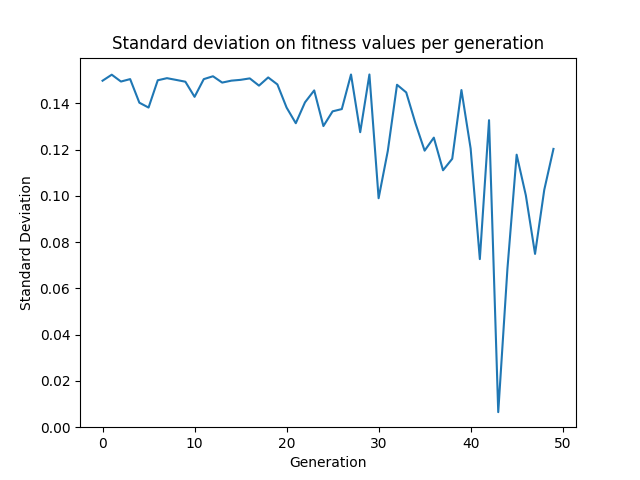 Standard deviation on fitness values per generation
Standard Deviation
0.14
0.12
0.10
0.08
0.06
0.04
0.02
0.00
0 10 20 30 40 50
Generation